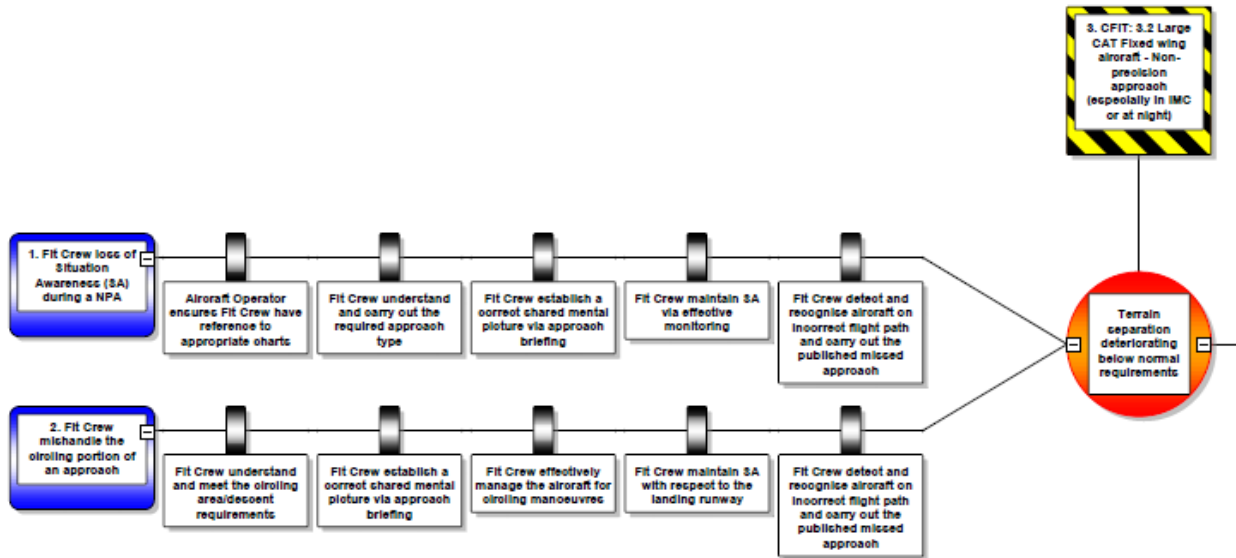 3. CFIT: 3.2 Large
CAT Fixed wing
aircraft - Non-
precision
approach
(especially in IMC
or at night)
1. Flt Crew loss of
Situation
Awareness (SA)
during a NPA
Aircraft Operator
ensures Flt Crew have
reference to
appropriate charts
Flt Crew understand
and carry out the
required approach
type
Flt Crew establish a
correct shared mental
picture via approach
briefing
Flt Crew maintain SA
via effective
monitoring
Flt Crew detect and
recognise aircraft on
incorrect flight path
and carry out the
published missed
approach
Terrain
separation
deteriorating
below normal
requirements
2. Flt Crew
mishandle the
circling portion of
an approach
Flt Crew understand
and meet the circling
area/descent
requirements
Flt Crew establish a
correct shared mental
picture via approach
briefing
Flt Crew effectively
manage the aircraft for
circling manoeuvres
Flt Crew maintain SA
with respect to the
landing runway
Flt Crew detect and
recognise aircraft on
incorrect flight path
and carry out the
published missed
approach